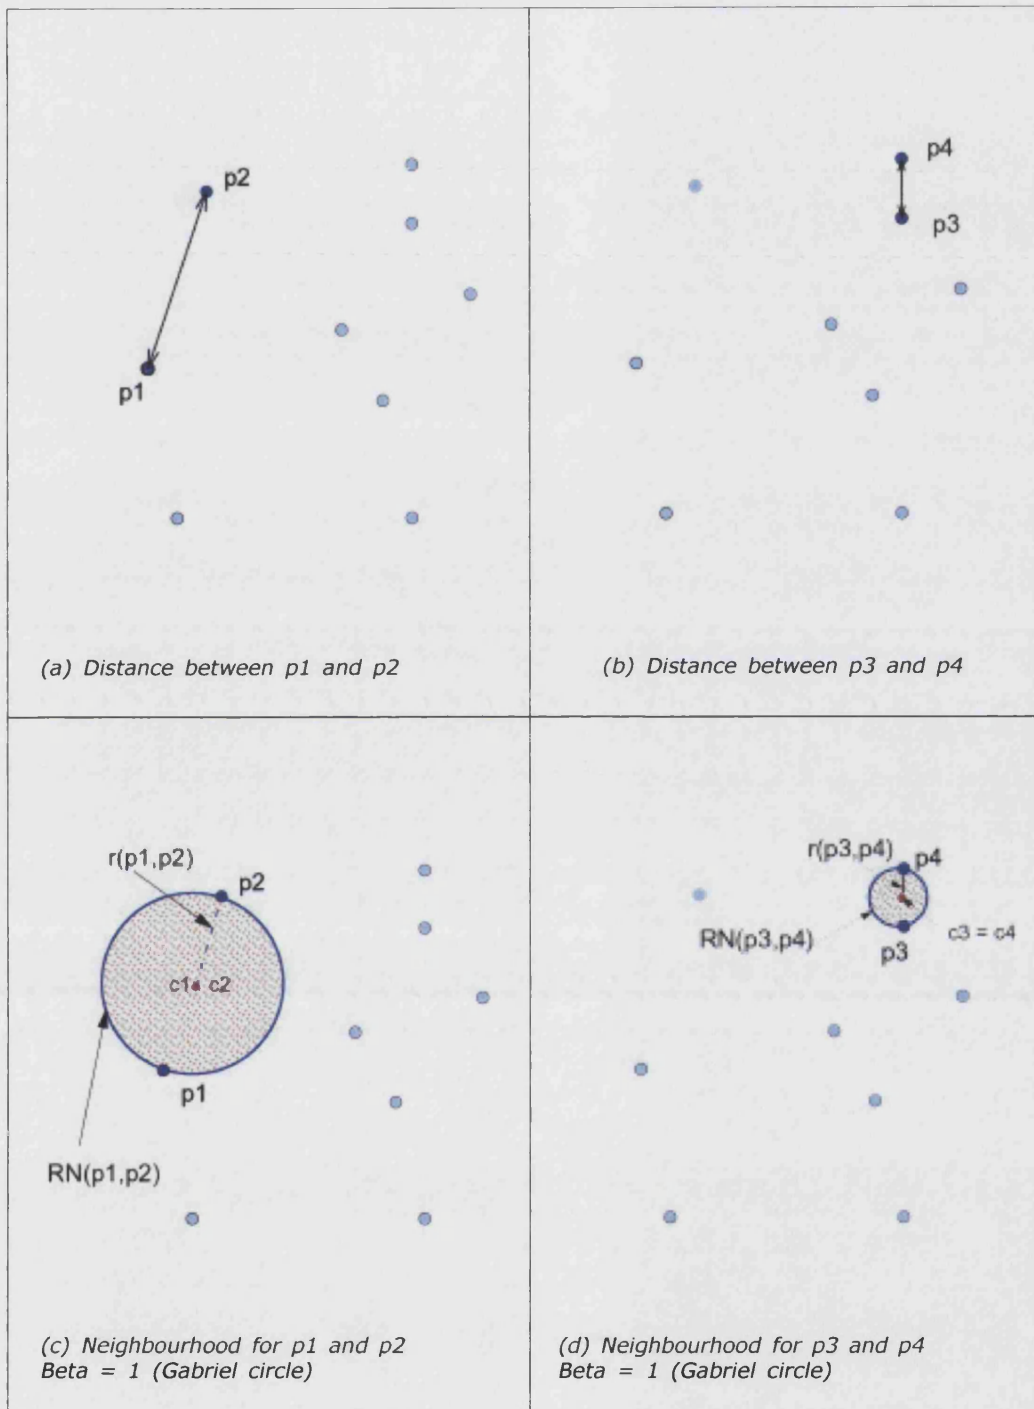 p2
p1
(a) Distance between p1 and p2
p4
p3
(b) Distance between p3 and p4
r(p1,p2)
p2
c1 c2
p1
RN(p1,p2)
(c) Neighbourhood for p1 and p2
Beta = 1 (Gabriel circle)
r(p3,p4)
p4
RN(p3,p4)
c3 = c4
p3
(d) Neighbourhood for p3 and p4
Beta = 1 (Gabriel circle)